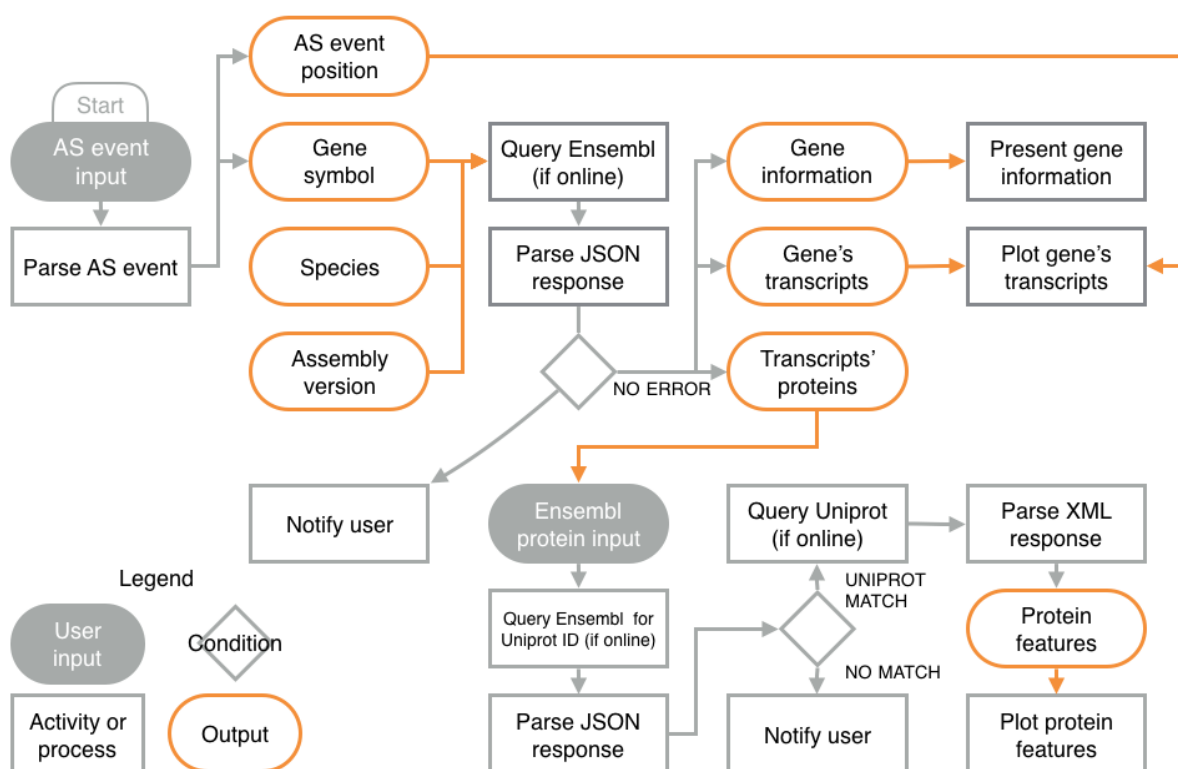 AS event
position
Start
AS event
input
Gene
symbol
Query Ensembl
(if online)
Gene
information
Present gene
information
Parse AS event
Species
Parse JSON
response
Gene's
transcripts
Plot gene's
transcripts
Assembly
version
NO ERROR
Transcripts'
proteins
Notify user
Ensembl
protein input
Query Uniprot
(if online)
Parse XML
response
Legend
UNIPROT
MATCH
User
input
Condition
Query Ensembl for
Uniprot ID (if online)
Protein
features
NO MATCH
Activity or
process
Output
Parse JSON
response
Notify user
Plot protein
features